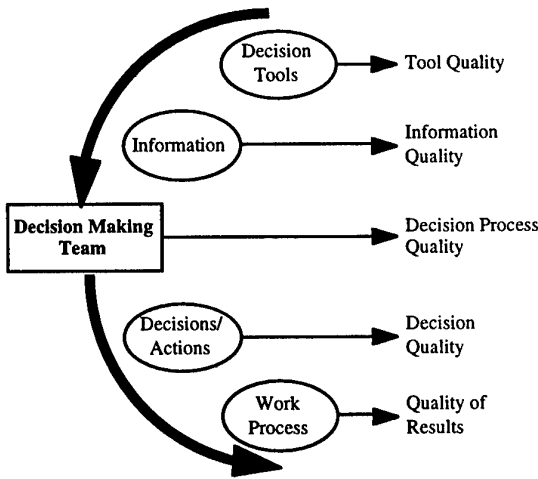 Decision
Tools
Tool Quality
Information
Information
Quality
Decision Making
Team
Decision Process
Quality
Decisions/
Actions
Decision
Quality
Work
Process
Quality of
Results